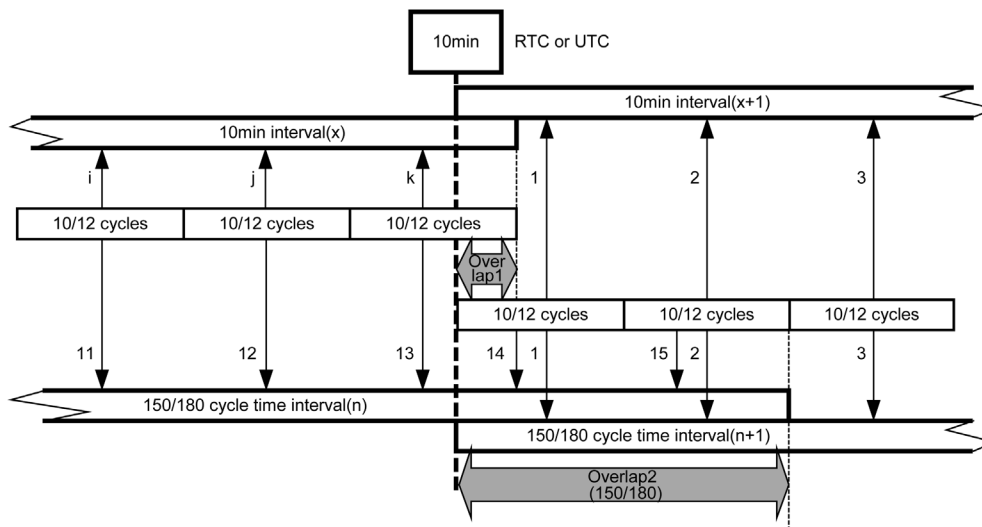 10min
RTC or UTC
10min interval(x+1)
10min interval(x)
i
j
k
1
2
3
10/12 cycles
10/12 cycles
10/12 cycles
Over
lap1
10/12 cycles
10/12 cycles
10/12 cycles
11
12
13
14
1
15
2
3
150/180 cycle time interval(n)
150/180 cycle time interval(n+1)
Overlap2
(150/180)